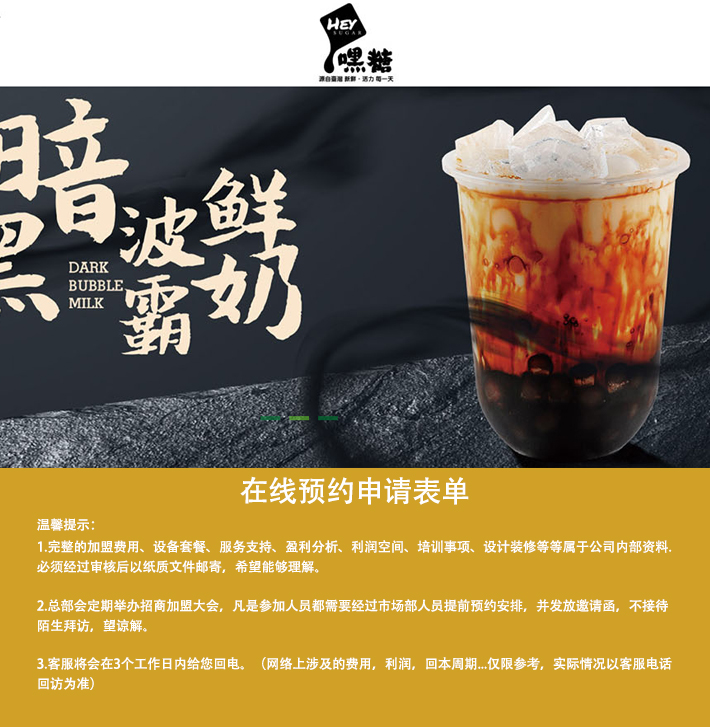 HEY
SUGAR
嘿糖
源自臺灣 新鮮·活力 每一天
暗黑
波霸
鲜奶
DARK
BUBBLE
MILK
在线预约申请表单
温馨提示：
1.完整的加盟费用、设备套餐、服务支持、盈利分析、利润空间、培训事项、设计装修等等属于公司内部资料.
必须经过审核后以纸质文件邮寄，希望能够理解。
2.总部会定期举办招商加盟大会，凡是参加人员都需要经过市场部人员提前预约安排，并发放邀请函，不接待
陌生拜访，望谅解。
3.客服将会在3个工作日内给您回电。（网络上涉及的费用，利润，回本周期...仅限参考，实际情况以客服电话
回访为准）